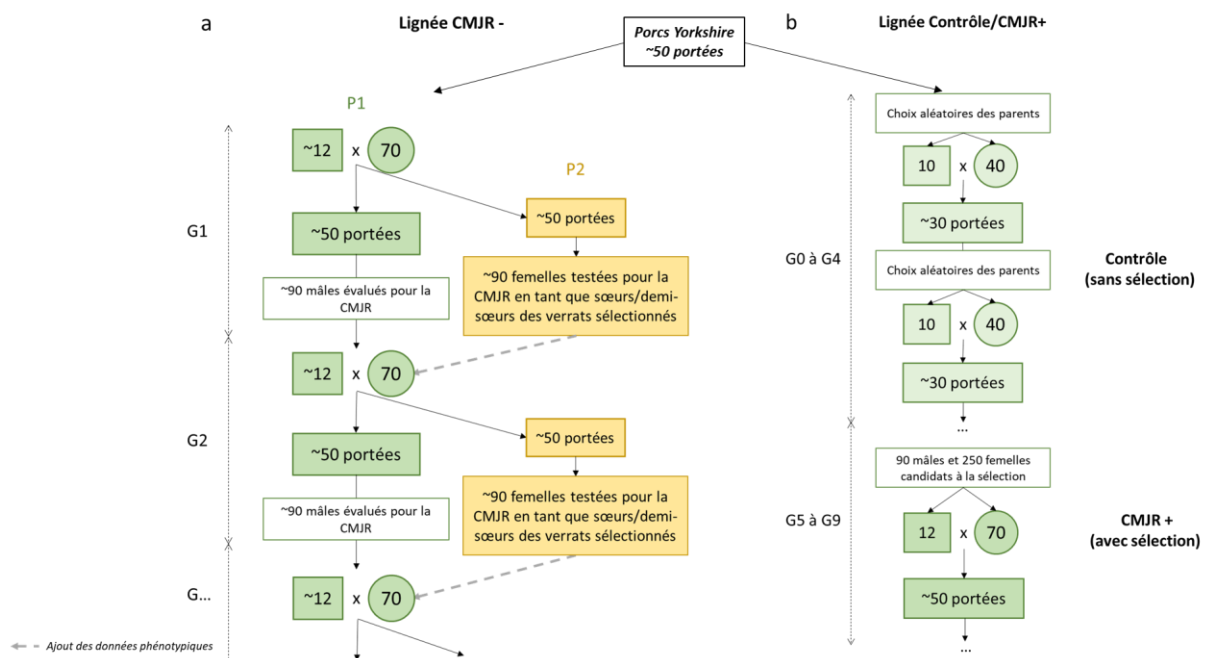 a
Lignée CMJR -
Porcs Yorkshire
~50 portées
b
Lignée Contrôle/CMJR+
P1
~12 x 70
P2
G1
~50 portées
~50 portées
~90 mâles évalués pour la
CMJR
~90 femelles testées pour la
CMJR en tant que sœurs/demi-
sœurs des verrats sélectionnés
~12 x 70
G2
~50 portées
~50 portées
~90 mâles évalués pour la
CMJR
~90 femelles testées pour la
CMJR en tant que sœurs/demi-
sœurs des verrats sélectionnés
G...
~12 x 70
Ajout des données phénotypiques
Choix aléatoires des parents
10 x 40
~30 portées
G0 à G4
Choix aléatoires des parents
Contrôle
(sans sélection)
10 x 40
~30 portées
...
90 mâles et 250 femelles
candidats à la sélection
G5 à G9
12 x 70
CMJR +
(avec sélection)
~50 portées
...